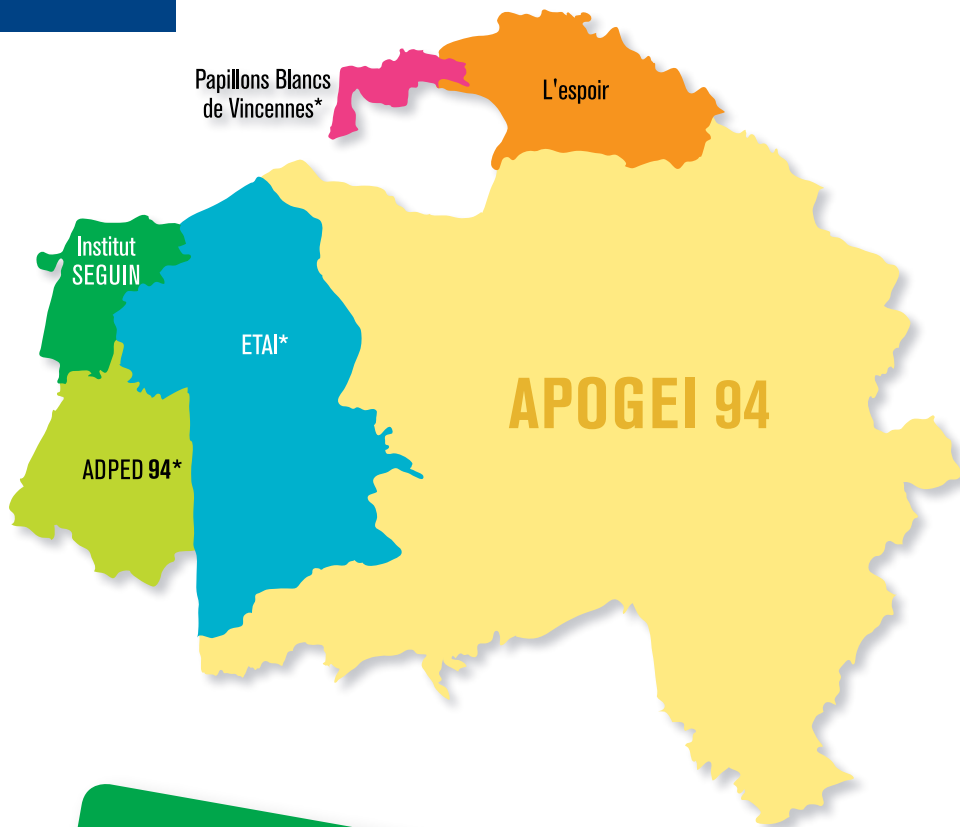 Papillons Blancs
de Vincennes*
L'espoir
Institut
SEGUIN
ETAI*
APOGEI 94
ADPED 94*